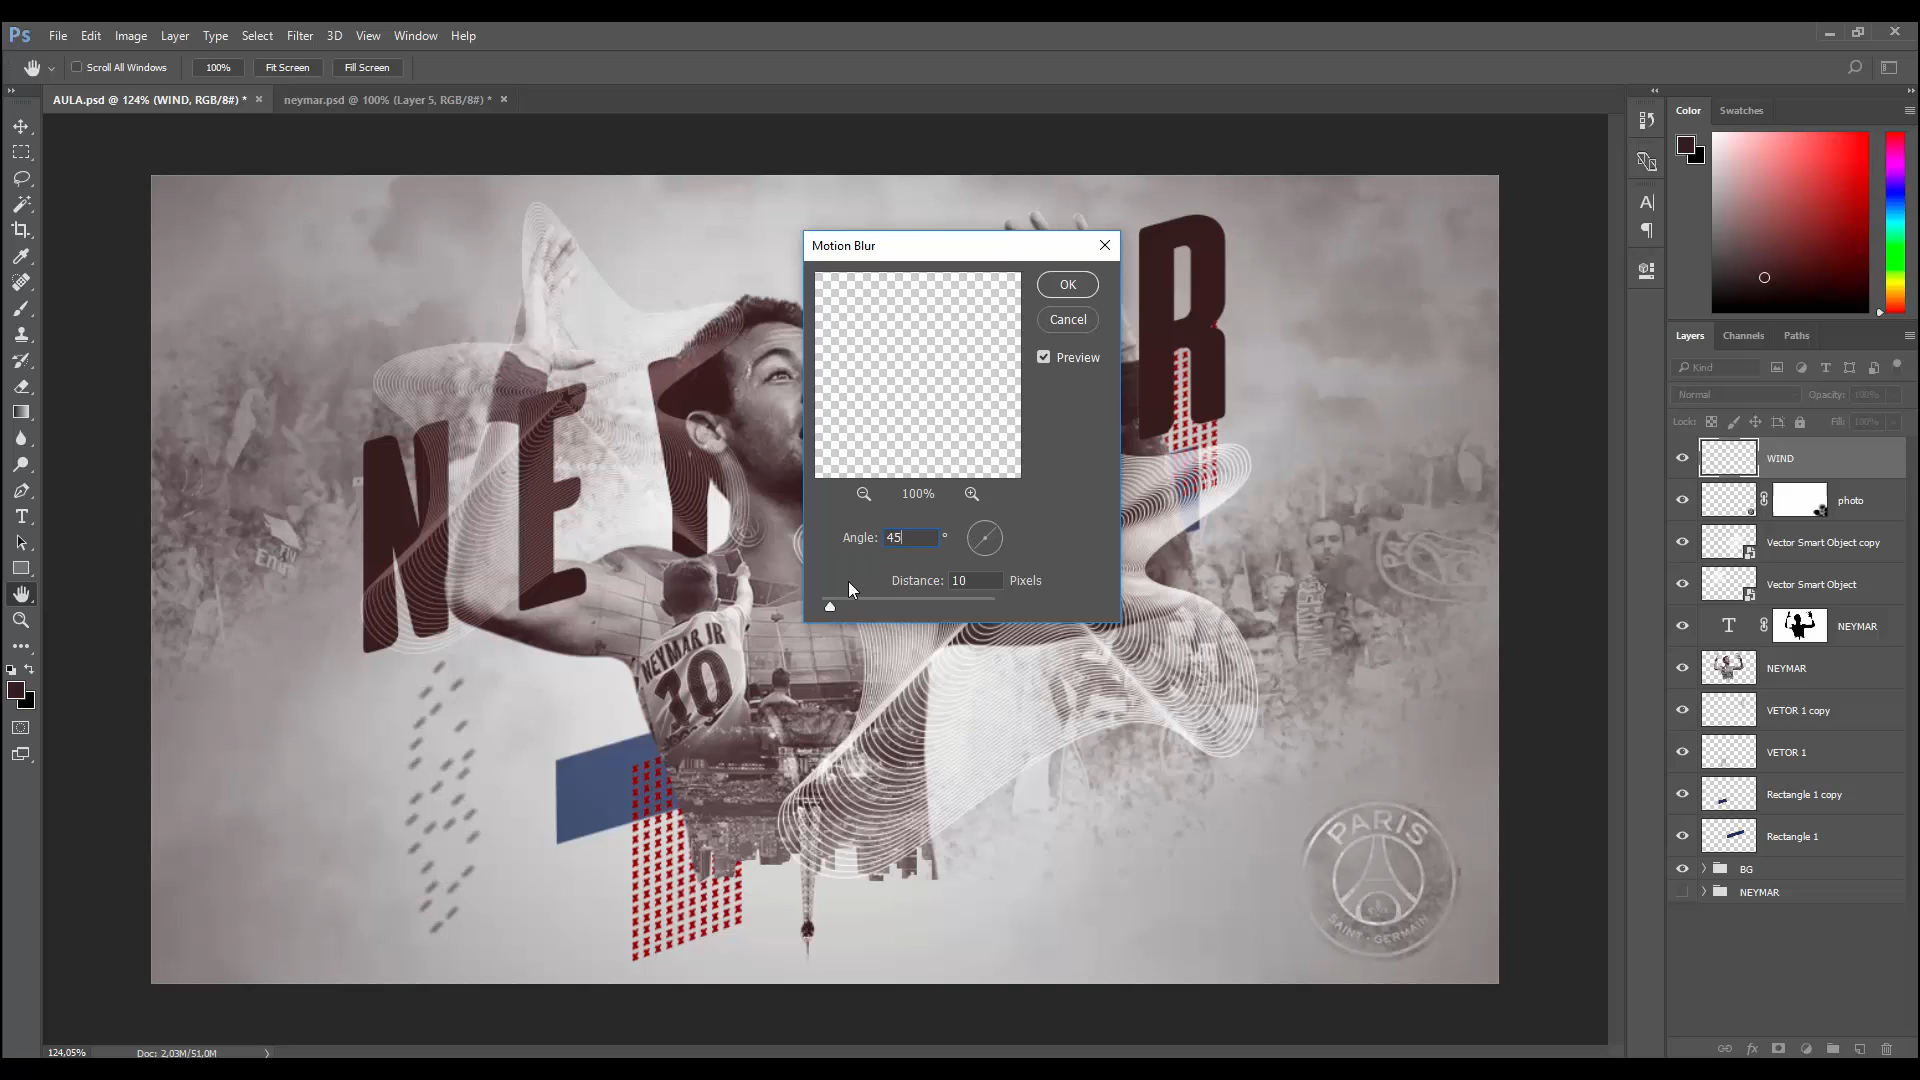 Ps File Edit Image Layer Type Select Filter 3D View Window Help
Scroll All Windows 100% Fit Screen Fill Screen
AULA.psd @ 124% (WIND, RGB/8#) * × neymar.psd @ 100% (Layer 5, RGB/8#) * ×
Color Swatches
Motion Blur
OK
Cancel
Preview
100%
Angle: 45 °
Distance: 10 Pixels
NE
R
NEYMAR JR
10
PARIS
SAINT-GERMAIN
Fly
Layers Channels Paths
Kind
Normal Opacity: 100%
Lock: Fill: 100%
WIND
photo
Vector Smart Object copy
Vector Smart Object
T NEYMAR
NEYMAR
VETOR 1 copy
VETOR 1
Rectangle 1 copy
Rectangle 1
BG
NEYMAR
124,05% Doc: 2,03M/51,0M